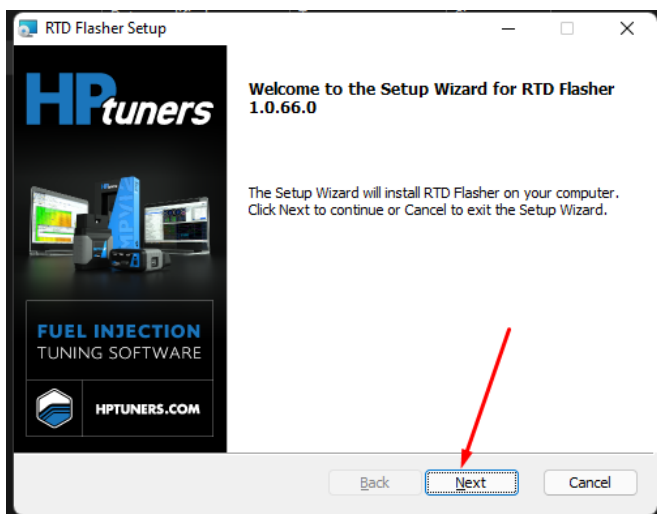 RTD Flasher Setup
HPtuners
Welcome to the Setup Wizard for RTD Flasher
1.0.66.0
The Setup Wizard will install RTD Flasher on your computer.
Click Next to continue or Cancel to exit the Setup Wizard.
FUEL INJECTION
TUNING SOFTWARE
HPTUNERS.COM
Back
Next
Cancel